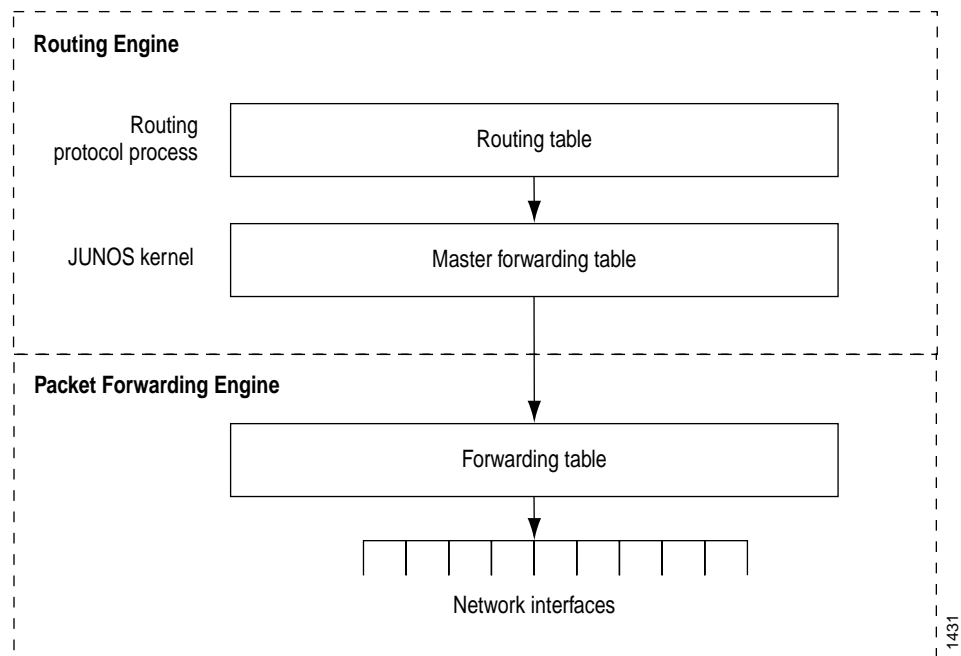 Routing Engine
Routing
protocol process
Routing table
JUNOS kernel
Master forwarding table
Packet Forwarding Engine
Forwarding table
Network interfaces
1431